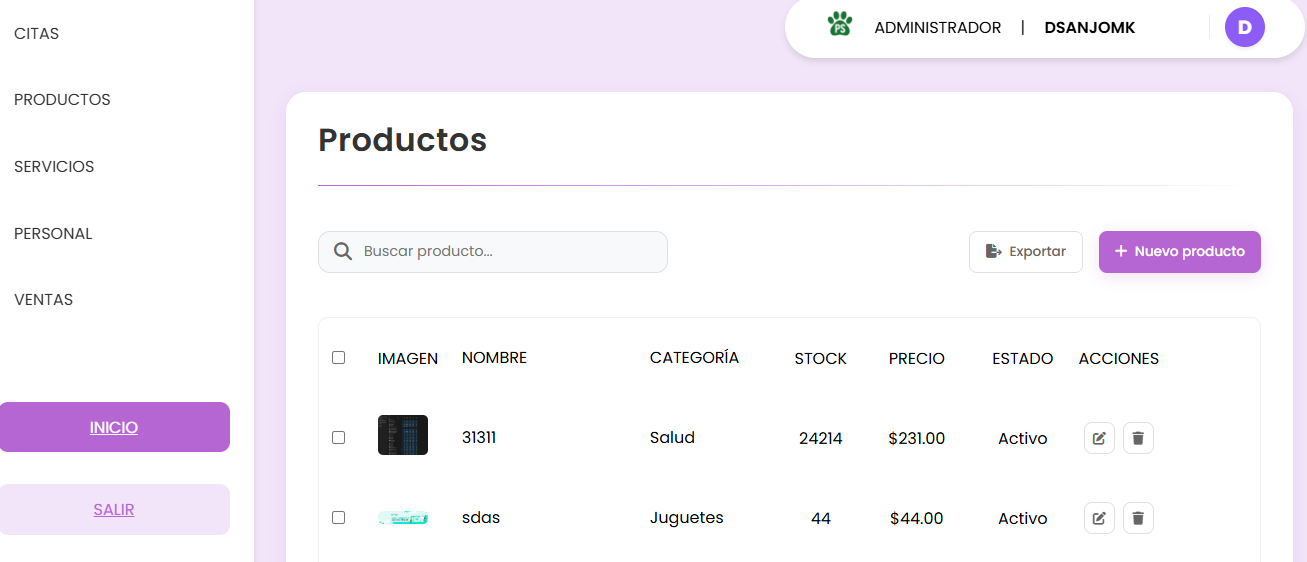 CITAS
PRODUCTOS
SERVICIOS
PERSONAL
VENTAS
INICIO
SALIR
PS ADMINISTRADOR | DSANJOMK D
Productos
Buscar producto... Exportar + Nuevo producto
IMAGEN NOMBRE CATEGORÍA STOCK PRECIO ESTADO ACCIONES
31311 Salud 24214 $231.00 Activo
sdas Juguetes 44 $44.00 Activo